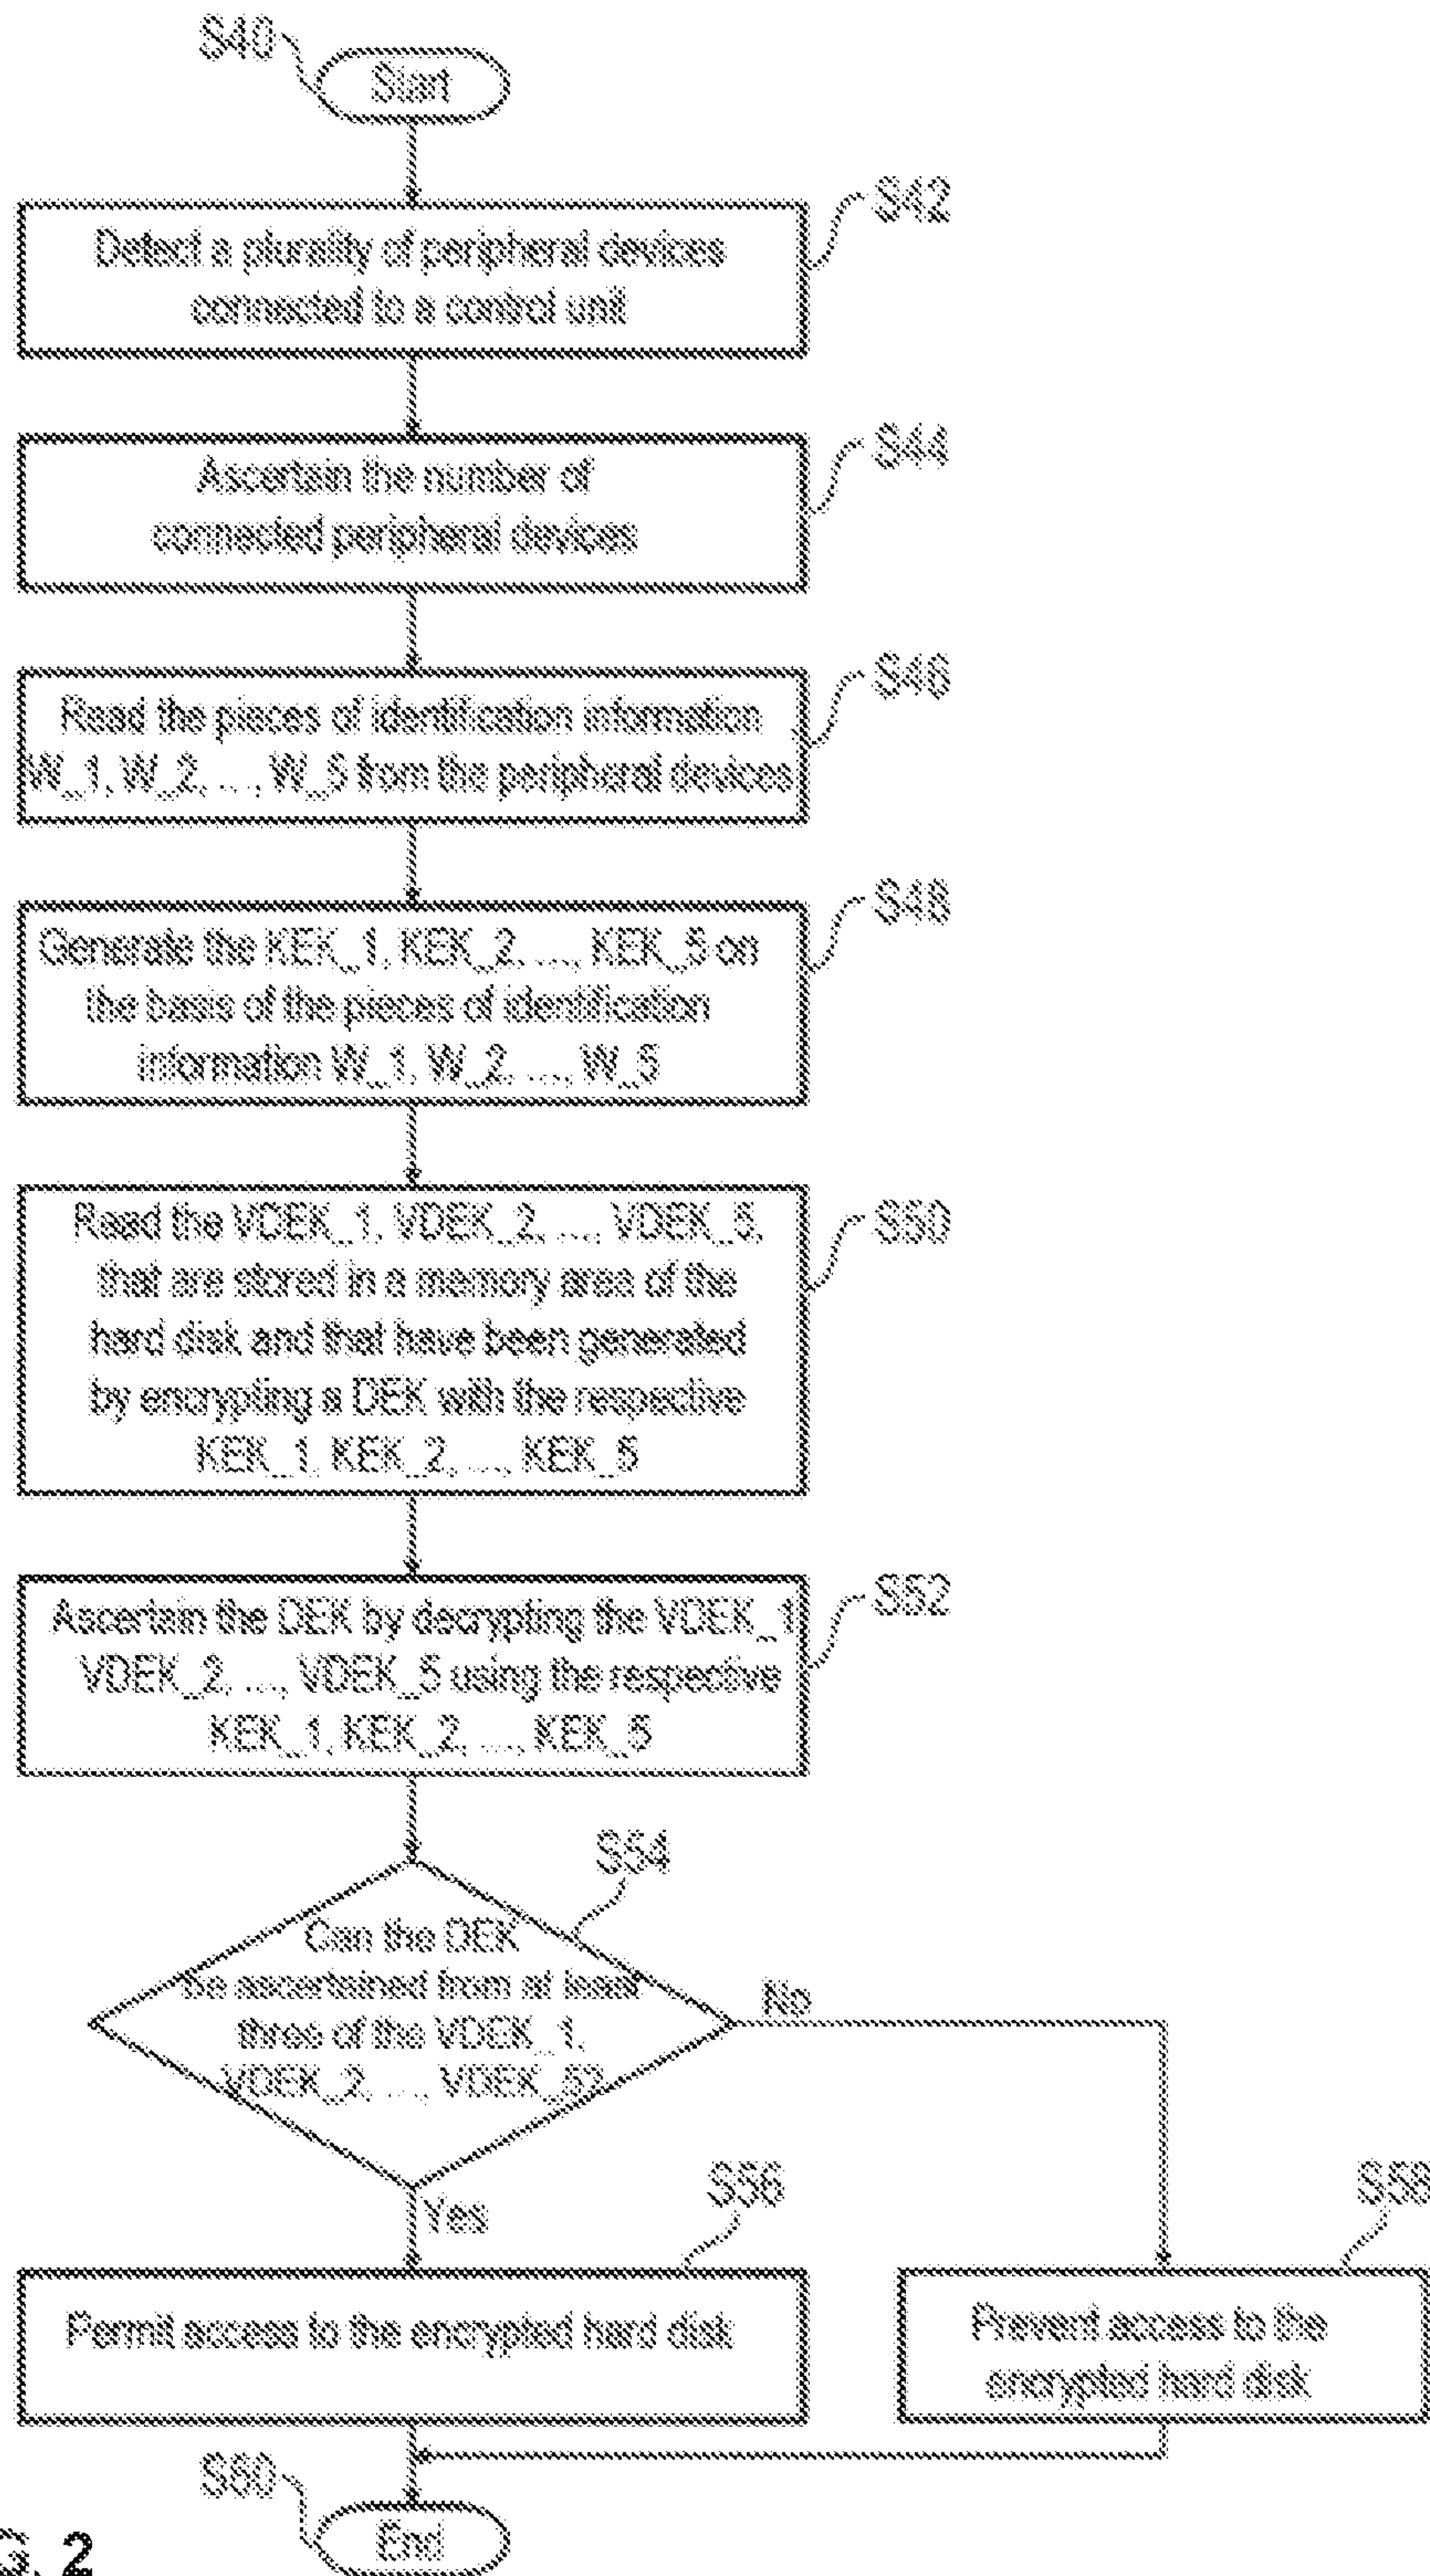 S40
Start
S42
Detect a plurality of peripheral devices
connected to a control unit
S44
Ascertain the number of
connected peripheral devices
S46
Read the pieces of identification information
W_1, W_2, ..., W_5 from the peripheral devices
S48
Generate the KEK_1, KEK_2, ..., KEK_5 on
the basis of the pieces of identification
information W_1, W_2, ..., W_5
S50
Read the VDEK_1, VDEK_2, ..., VDEK_5,
that are stored in a memory area of the
hard disk and that have been generated
by encrypting a DEK with the respective
KEK_1, KEK_2, ..., KEK_5
S52
Ascertain the DEK by decrypting the VDEK_1
VDEK_2, ..., VDEK_5 using the respective
KEK_1, KEK_2, ..., KEK_5
S54
Can the DEK
be ascertained from at least
three of the VDEK_1,
VDEK_2, ..., VDEK_5?
No
Yes
S56
Permit access to the encrypted hard disk
S58
Prevent access to the
encrypted hard disk
S60
End
G. 2